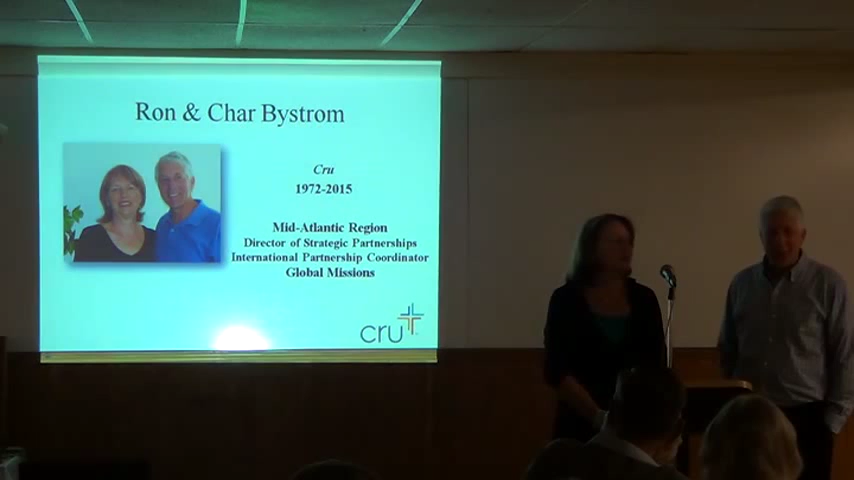 Ron & Char Bystrom
Cru
1972-2015
Mid-Atlantic Region
Director of Strategic Partnerships
International Partnership Coordinator
Global Missions
cru